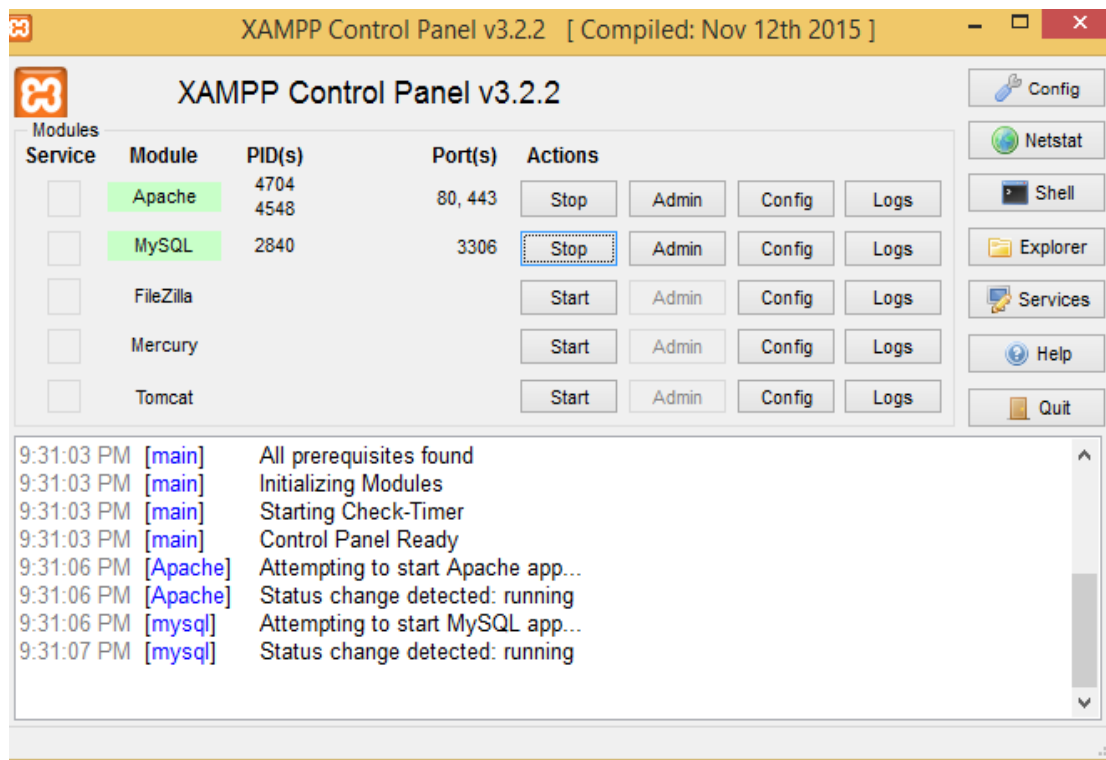 XAMPP Control Panel v3.2.2 [ Compiled: Nov 12th 2015 ]
XAMPP Control Panel v3.2.2
Config
Modules
Netstat
Service Module PID(s) Port(s) Actions
Apache 4704 4548 80, 443 Stop Admin Config Logs
Shell
MySQL 2840 3306 Stop Admin Config Logs
Explorer
FileZilla Start Admin Config Logs
Services
Mercury Start Admin Config Logs
Help
Tomcat Start Admin Config Logs
Quit
9:31:03 PM [main] All prerequisites found
9:31:03 PM [main] Initializing Modules
9:31:03 PM [main] Starting Check-Timer
9:31:03 PM [main] Control Panel Ready
9:31:06 PM [Apache] Attempting to start Apache app...
9:31:06 PM [Apache] Status change detected: running
9:31:06 PM [mysql] Attempting to start MySQL app...
9:31:07 PM [mysql] Status change detected: running